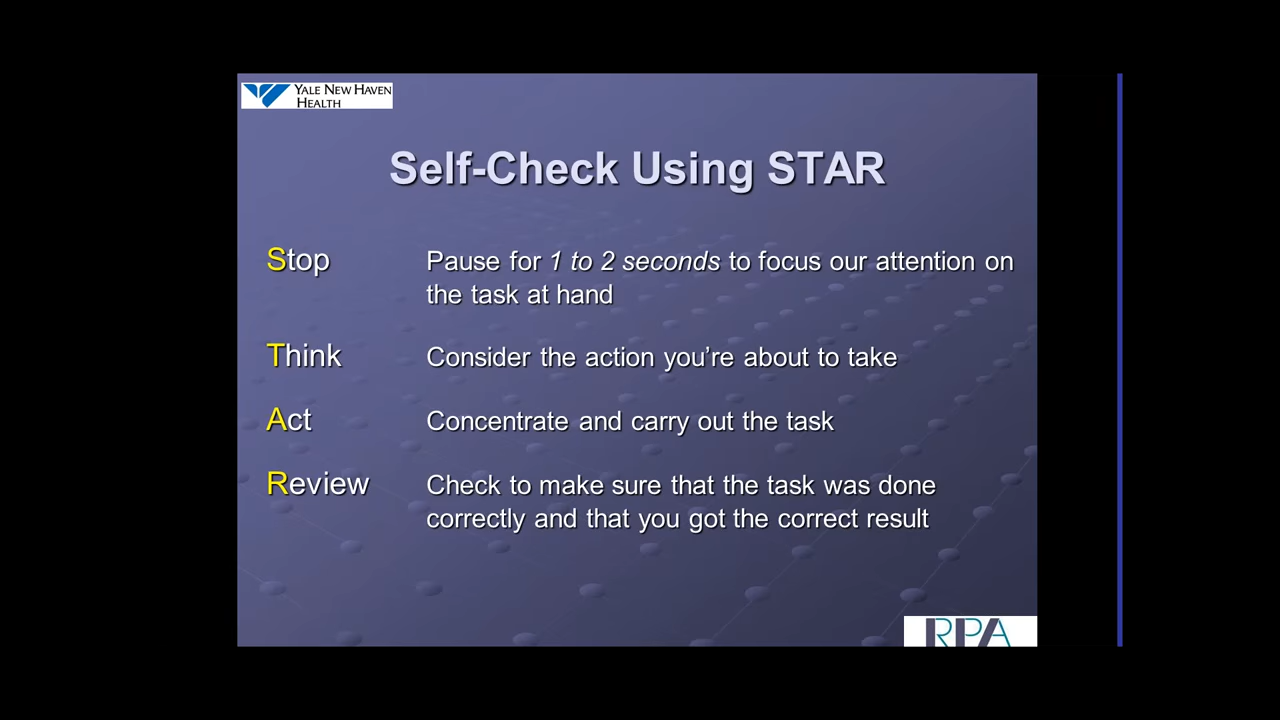 YALE NEW HAVEN
HEALTH
Self-Check Using STAR
Stop Pause for 1 to 2 seconds to focus our attention on
the task at hand
Think Consider the action you’re about to take
Act Concentrate and carry out the task
Review Check to make sure that the task was done
correctly and that you got the correct result
RPA